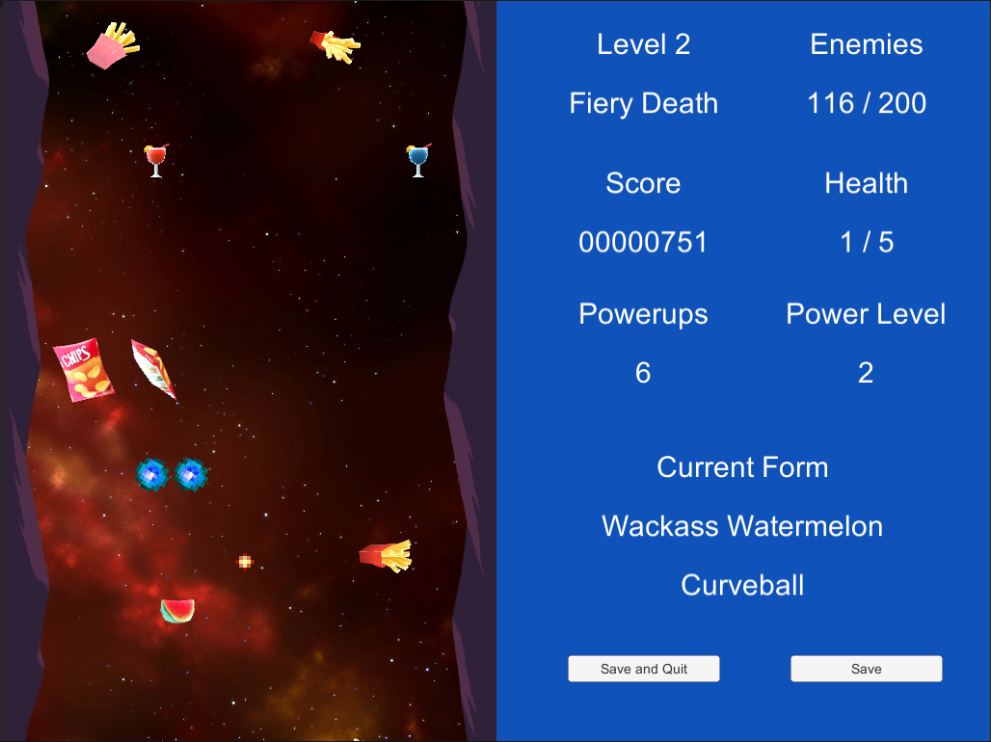 Level 2
Enemies
Fiery Death
116 / 200
Score
Health
00000751
1 / 5
Powerups
Power Level
6
2
CHIPS
Current Form
Wackass Watermelon
Curveball
Save and Quit
Save